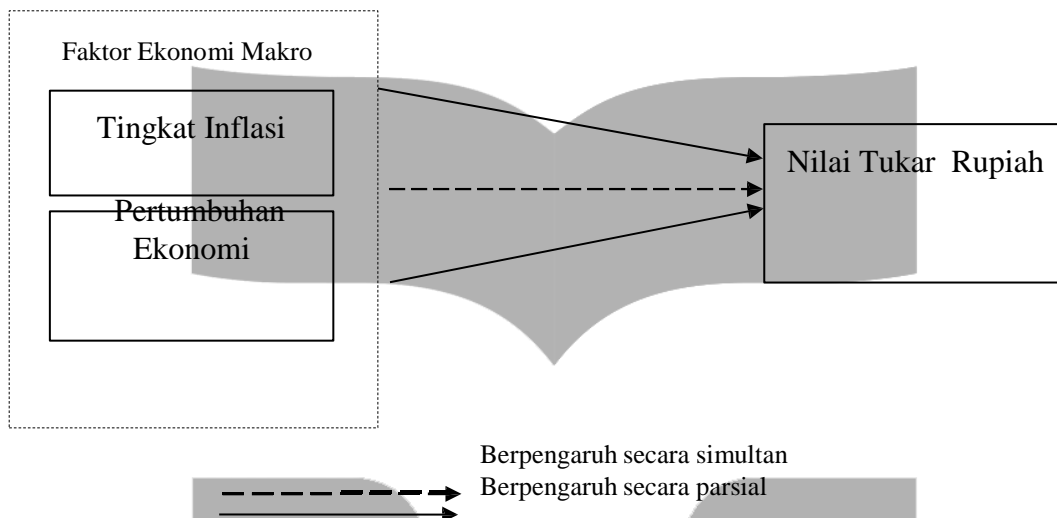 Faktor Ekonomi Makro
Tingkat Inflasi
Nilai Tukar Rupiah
Pertumbuhan
Ekonomi
Berpengaruh secara simultan
Berpengaruh secara parsial